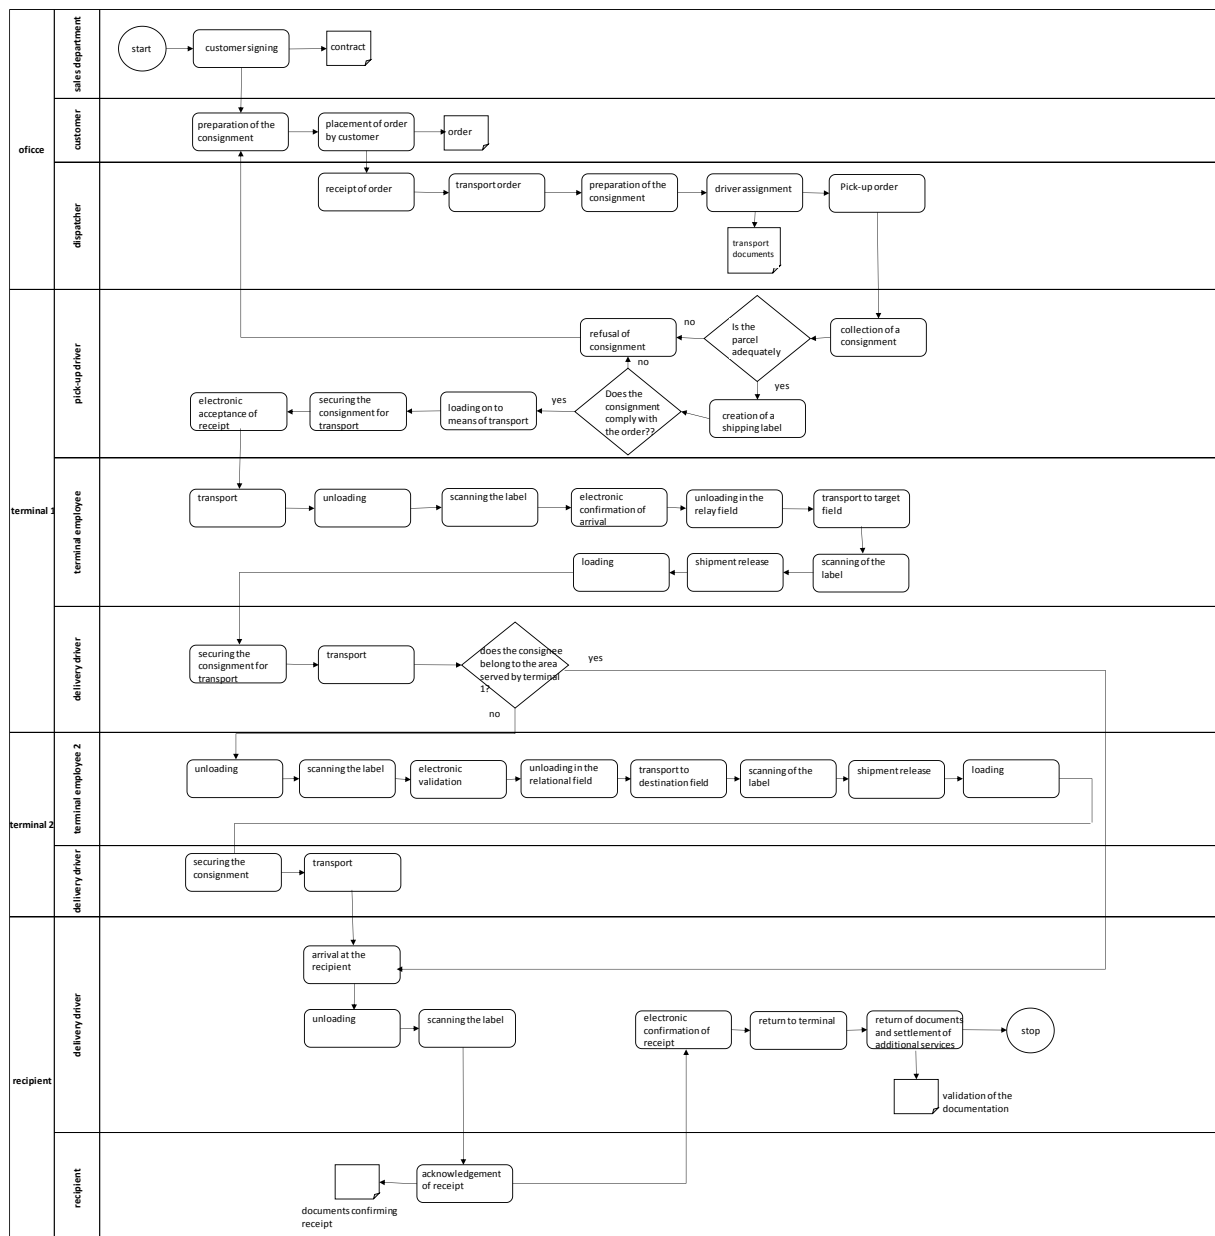 oficce
sales department
start
customer signing
contract
customer
preparation of the
consignment
placement of order
by customer
order
dispatcher
receipt of order
transport order
preparation of the
consignment
driver assignment
Pick-up order
transport
documents
terminal 1
pick-up driver
refusal of
consignment
no
Is the
parcel
adequately
collection of a
consignment
no
yes
electronic
acceptance of
receipt
securing the
consignment for
transport
loading on to
means of transport
yes
Does the
consignment
comply with
the order??
creation of a
shipping label
terminal employee
transport
unloading
scanning the label
electronic
confirmation of
arrival
unloading in the
relay field
transport to target
field
loading
shipment release
scanning of the
label
delivery driver
securing the
consignment for
transport
transport
does the consignee
belong to the area
served by terminal
1?
yes
no
terminal 2
terminal employee 2
unloading
scanning the label
electronic
validation
unloading in the
relational field
transport to
destination field
scanning of the
label
shipment release
loading
delivery driver
securing the
consignment
transport
recipient
delivery driver
arrival at the
recipient
unloading
scanning the label
electronic
confirmation of
receipt
return to terminal
return of documents
and settlement of
additional services
stop
validation of the
documentation
recipient
acknowledgement
of receipt
documents confirming
receipt